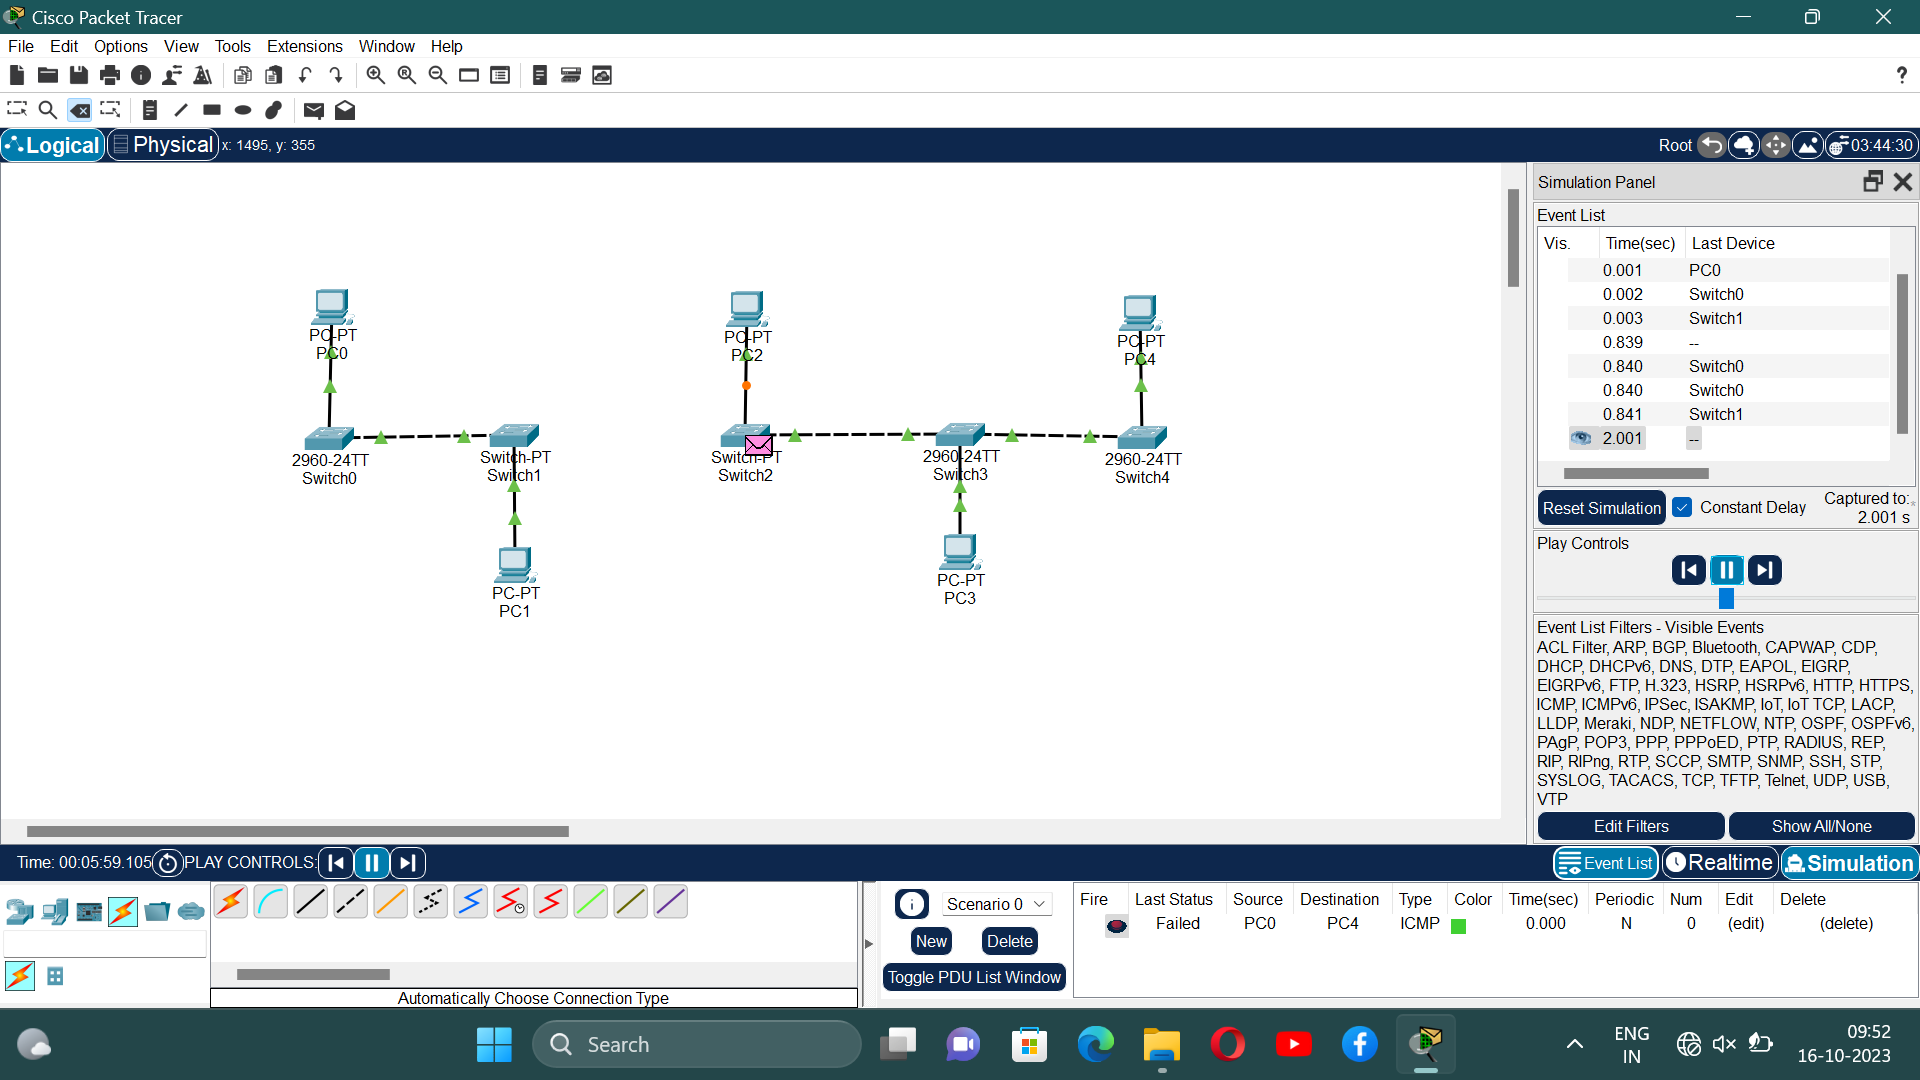 Cisco Packet Tracer
File Edit Options View Tools Extensions Window Help
?
Logical Physical x: 1495, y: 355 Root 03:44:30
Simulation Panel
Event List
Vis. Time(sec) Last Device
0.001 PC0
0.002 Switch0
0.003 Switch1
0.839 --
0.840 Switch0
0.840 Switch0
0.841 Switch1
2.001 --
Reset Simulation Constant Delay Captured to:
2.001 s
Play Controls
Event List Filters - Visible Events
ACL Filter, ARP, BGP, Bluetooth, CAPWAP, CDP,
DHCP, DHCPv6, DNS, DTP, EAPOL, EIGRP,
EIGRPv6, FTP, H.323, HSRP, HSRPv6, HTTP, HTTPS,
ICMP, ICMPv6, IPSec, ISAKMP, IoT, IoT TCP, LACP,
LLDP, Meraki, NDP, NETFLOW, NTP, OSPF, OSPFv6,
PAgP, POP3, PPP, PPPoED, PTP, RADIUS, REP,
RIP, RIPng, RTP, SCCP, SMTP, SNMP, SSH, STP,
SYSLOG, TACACS, TCP, TFTP, Telnet, UDP, USB,
VTP
Edit Filters Show All/None
PC-PT
PC0
PC-PT
PC2
PC-PT
PC4
2960-24TT
Switch0
Switch-PT
Switch1
Switch-PT
Switch2
2960-24TT
Switch3
2960-24TT
Switch4
PC-PT
PC1
PC-PT
PC3
Time: 00:05:59.105 PLAY CONTROLS:
Event List Realtime Simulation
Automatically Choose Connection Type
Scenario 0
New Delete
Toggle PDU List Window
Fire Last Status Source Destination Type Color Time(sec) Periodic Num Edit Delete
Failed PC0 PC4 ICMP 0.000 N 0 (edit) (delete)
Search
ENG
IN
09:52
16-10-2023